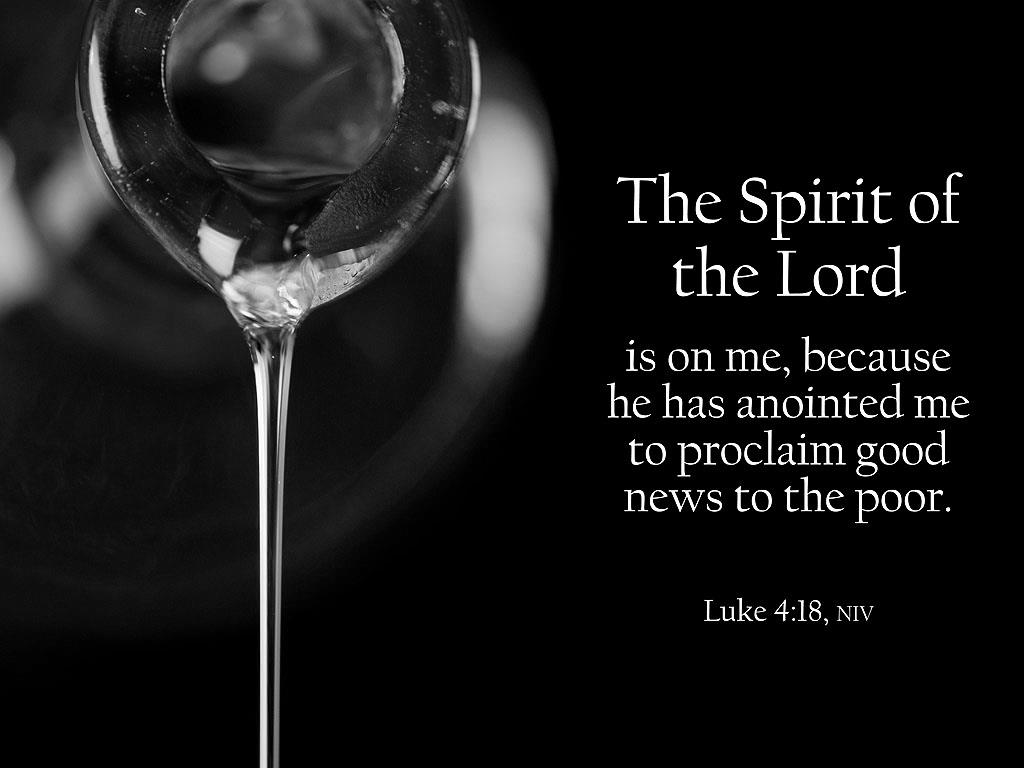 The Spirit of
the Lord
is on me, because
he has anointed me
to proclaim good
news to the poor.
Luke 4:18, NIV